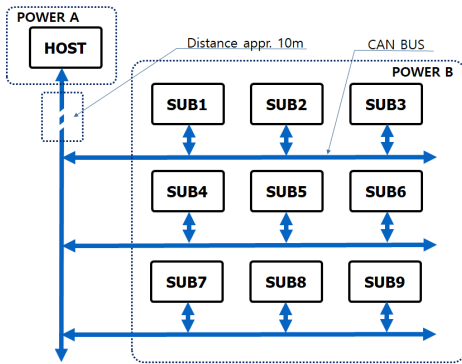 POWER A
HOST
Distance appr. 10m
CAN BUS
POWER B
SUB1
SUB2
SUB3
SUB4
SUB5
SUB6
SUB7
SUB8
SUB9